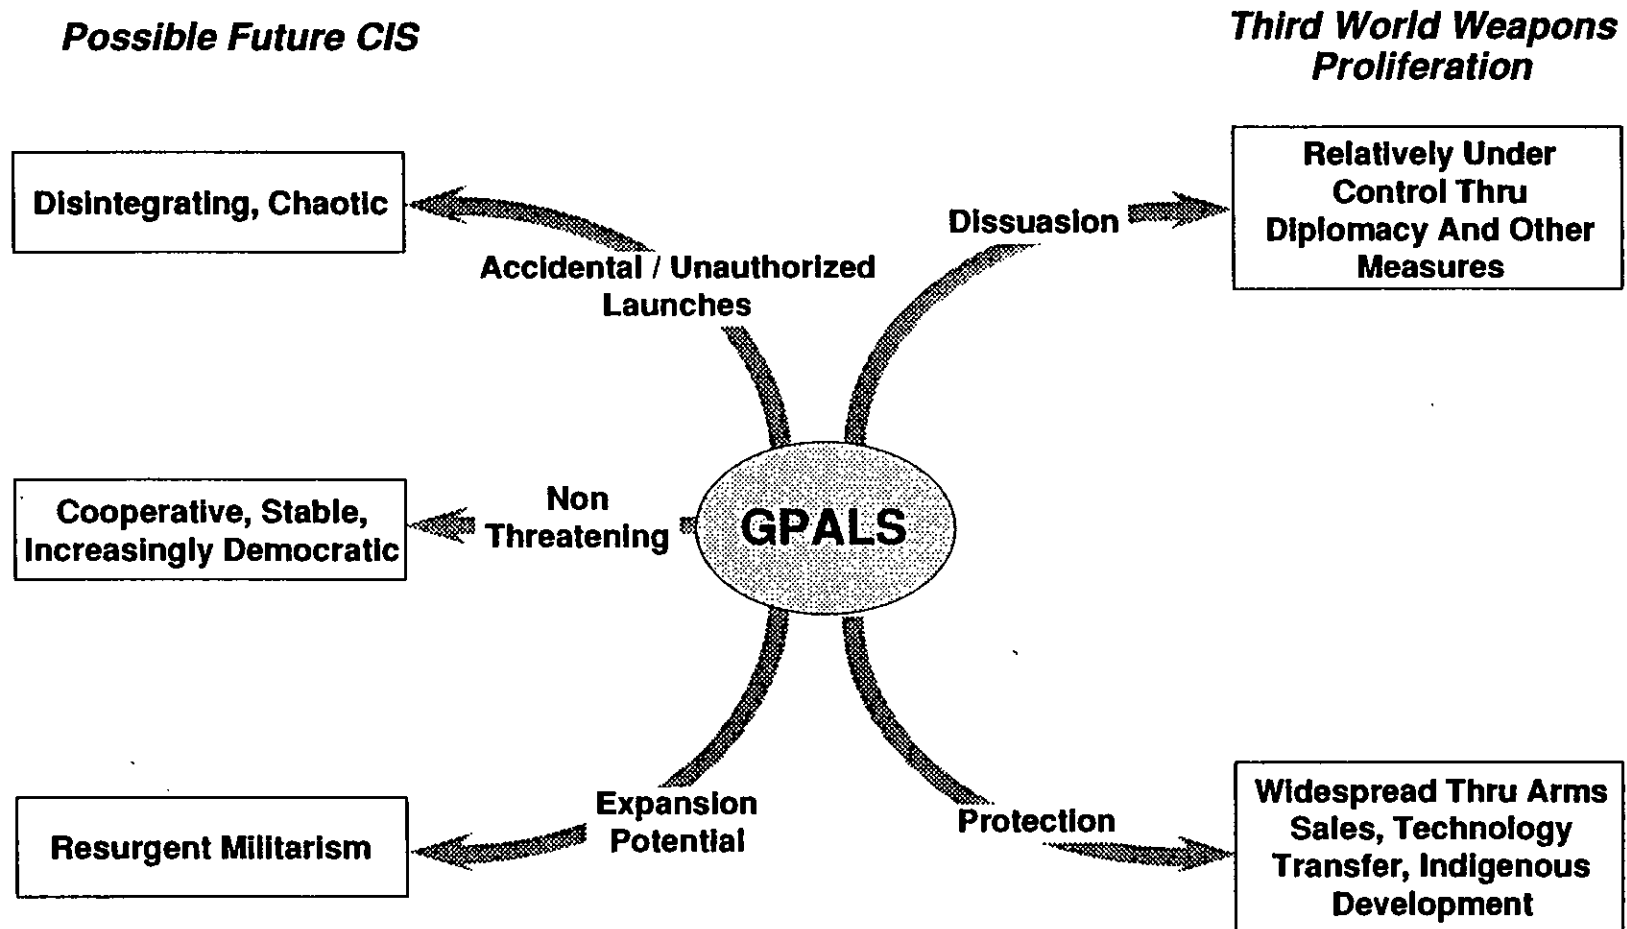 Possible Future CIS
Third World Weapons
Proliferation
Disintegrating, Chaotic
Accidental / Unauthorized
Launches
Dissuasion
Relatively Under
Control Thru
Diplomacy And Other
Measures
Cooperative, Stable,
Increasingly Democratic
Non
Threatening
GPALS
Resurgent Militarism
Expansion
Potential
Protection
Widespread Thru Arms
Sales, Technology
Transfer, Indigenous
Development